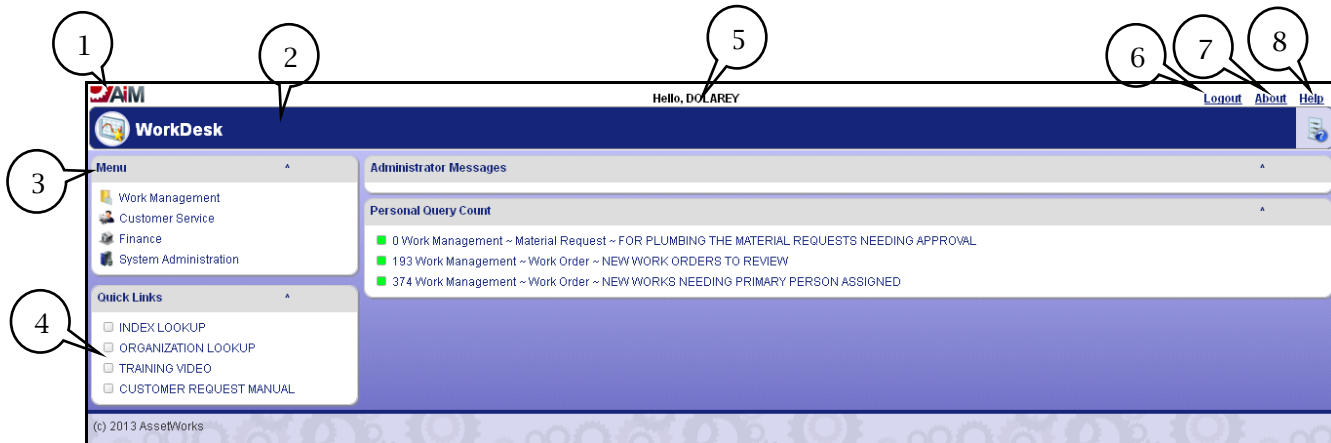 1
2
5
6
7
8
AiM
Hello, DOLAREY
Logout About Help
WorkDesk
3
Menu ^
Work Management
Customer Service
Finance
System Administration
4
Quick Links ^
INDEX LOOKUP
ORGANIZATION LOOKUP
TRAINING VIDEO
CUSTOMER REQUEST MANUAL
Administrator Messages ^
Personal Query Count ^
0 Work Management ~ Material Request ~ FOR PLUMBING THE MATERIAL REQUESTS NEEDING APPROVAL
193 Work Management ~ Work Order ~ NEW WORK ORDERS TO REVIEW
374 Work Management ~ Work Order ~ NEW WORKS NEEDING PRIMARY PERSON ASSIGNED
(c) 2013 AssetWorks